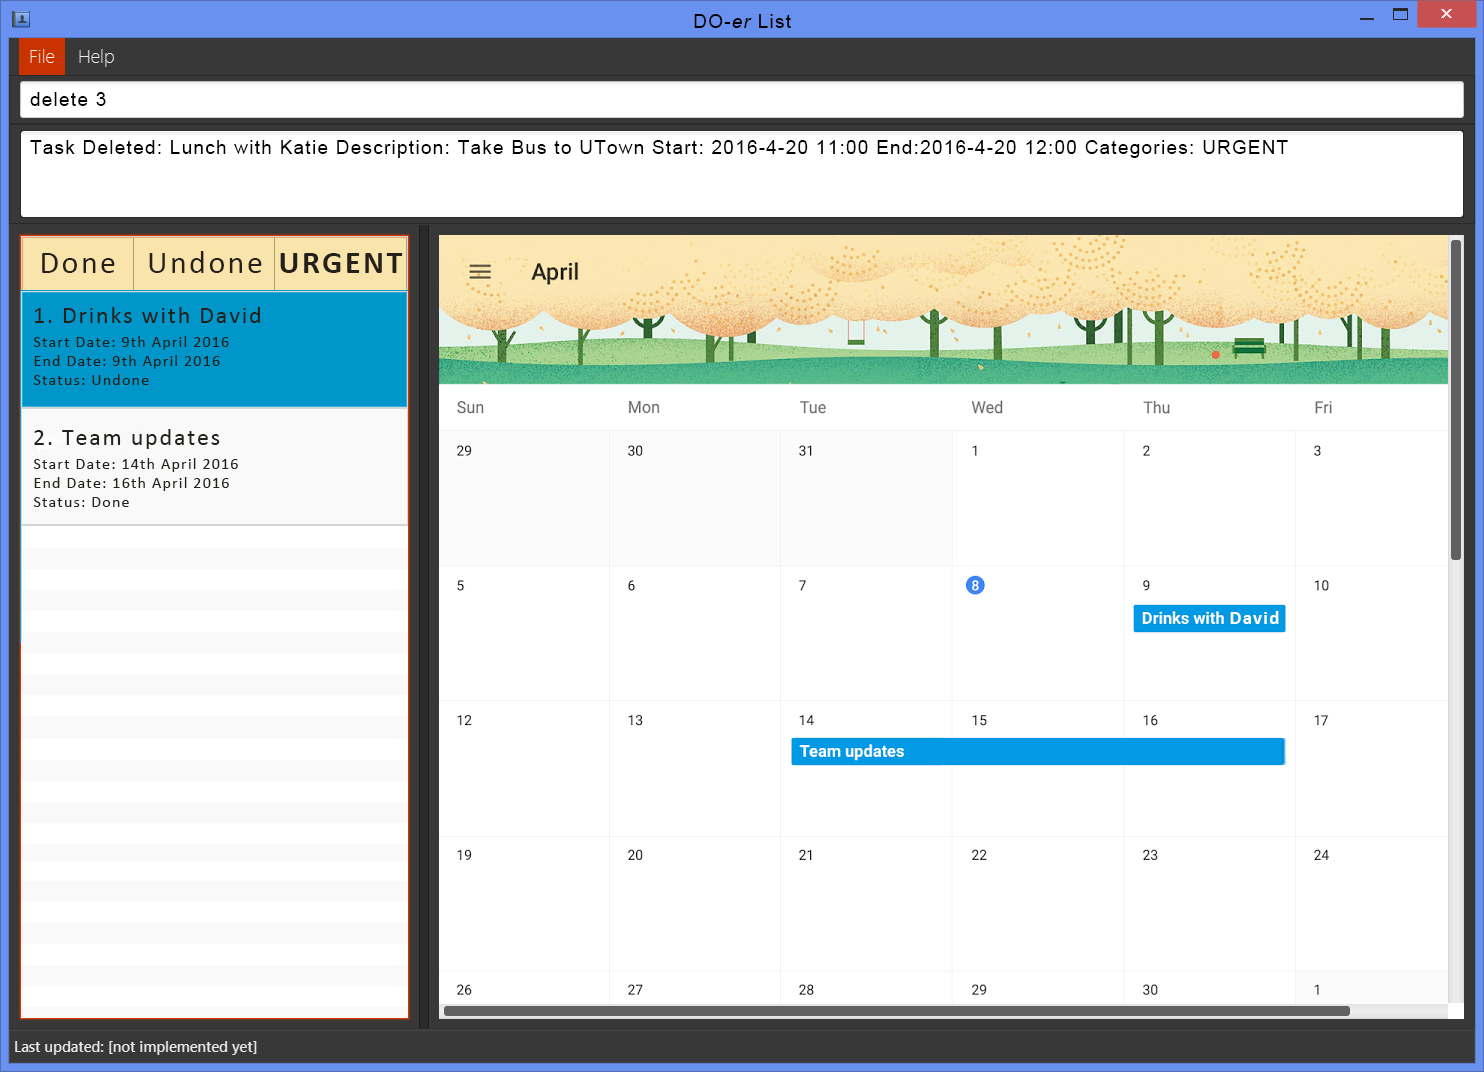 DO-er List
File Help
delete 3
Task Deleted: Lunch with Katie Description: Take Bus to UTown Start: 2016-4-20 11:00 End:2016-4-20 12:00 Categories: URGENT
Done Undone URGENT
1. Drinks with David
Start Date: 9th April 2016
End Date: 9th April 2016
Status: Undone
2. Team updates
Start Date: 14th April 2016
End Date: 16th April 2016
Status: Done
April
Sun Mon Tue Wed Thu Fri
29 30 31 1 2 3
5 6 7 8 9 10
Drinks with David
12 13 14 15 16 17
Team updates
19 20 21 22 23 24
26 27 28 29 30 1
Last updated: [not implemented yet]